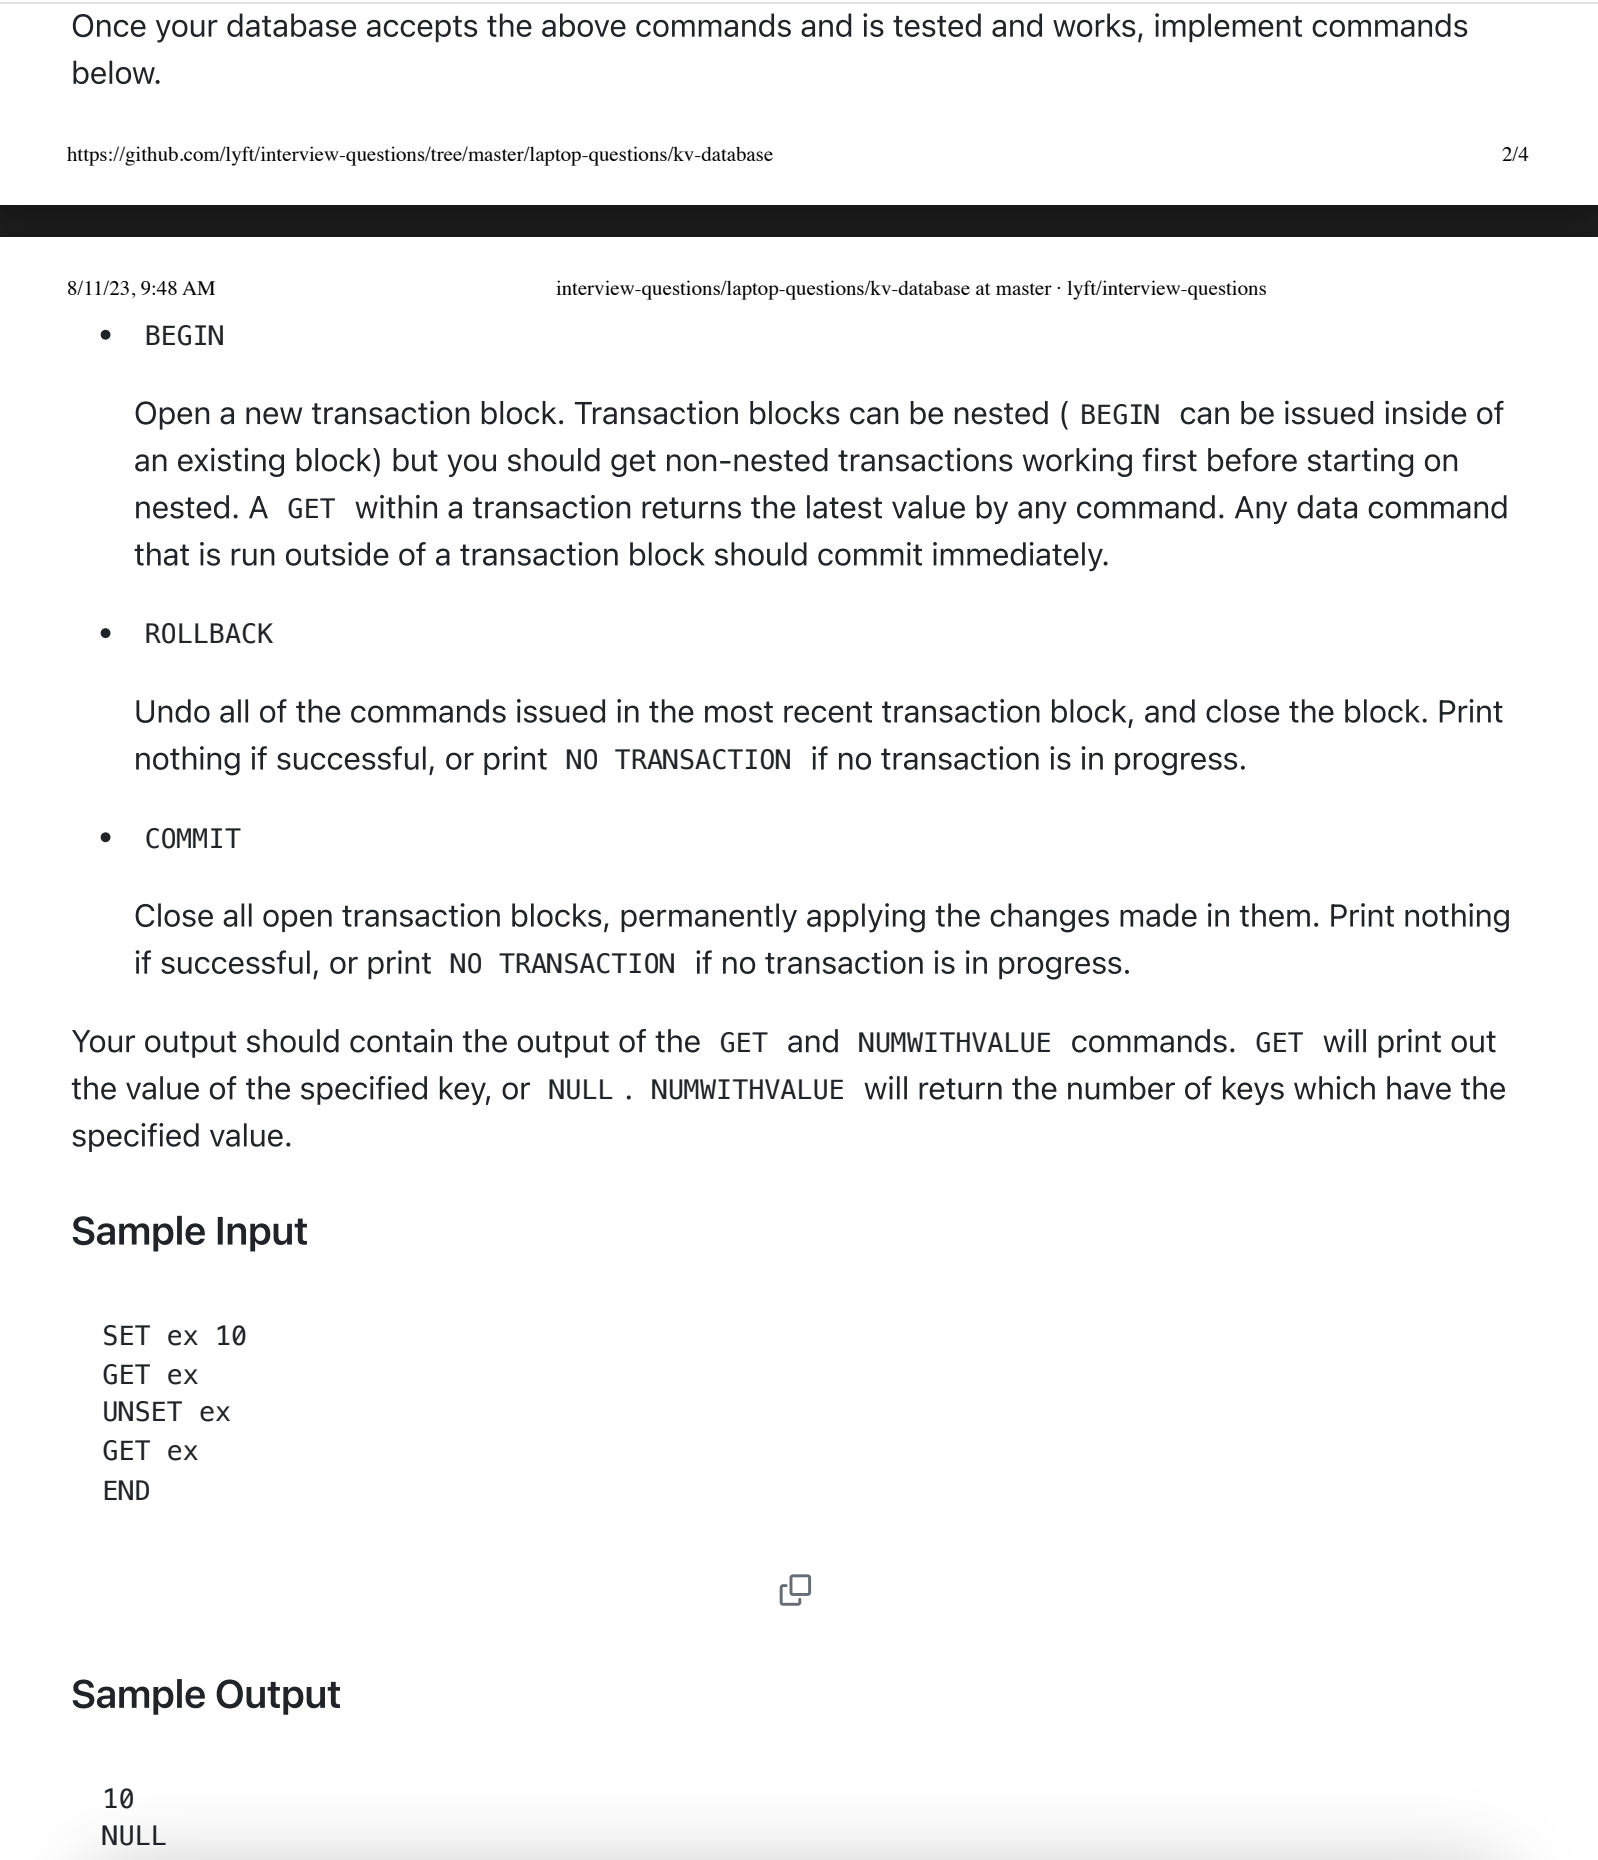 Once your database accepts the above commands and is tested and works, implement commands
below.
https://github.com/lyft/interview-questions/tree/master/laptop-questions/kv-database 2/4
8/11/23, 9:48 AM interview-questions/laptop-questions/kv-database at master · lyft/interview-questions
• BEGIN
Open a new transaction block. Transaction blocks can be nested ( BEGIN can be issued inside of
an existing block) but you should get non-nested transactions working first before starting on
nested. A GET within a transaction returns the latest value by any command. Any data command
that is run outside of a transaction block should commit immediately.
• ROLLBACK
Undo all of the commands issued in the most recent transaction block, and close the block. Print
nothing if successful, or print NO TRANSACTION if no transaction is in progress.
• COMMIT
Close all open transaction blocks, permanently applying the changes made in them. Print nothing
if successful, or print NO TRANSACTION if no transaction is in progress.
Your output should contain the output of the GET and NUMWITHVALUE commands. GET will print out
the value of the specified key, or NULL . NUMWITHVALUE will return the number of keys which have the
specified value.
Sample Input
SET ex 10
GET ex
UNSET ex
GET ex
END
Sample Output
10
NULL